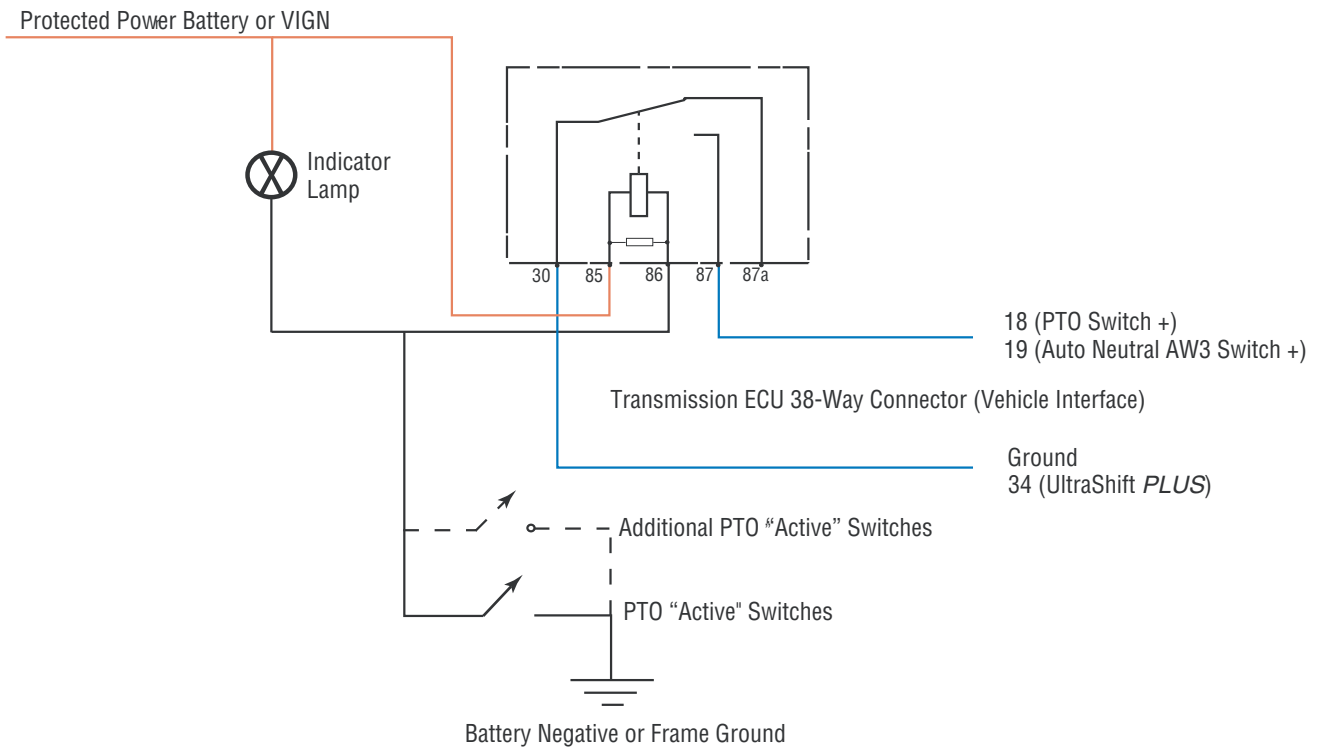 Protected Power Battery or VIGN
Indicator
Lamp
30
85
86
87
87a
18 (PTO Switch +)
19 (Auto Neutral AW3 Switch +)
Transmission ECU 38-Way Connector (Vehicle Interface)
Ground
34 (UltraShift PLUS)
Additional PTO “Active” Switches
PTO “Active" Switches
Battery Negative or Frame Ground